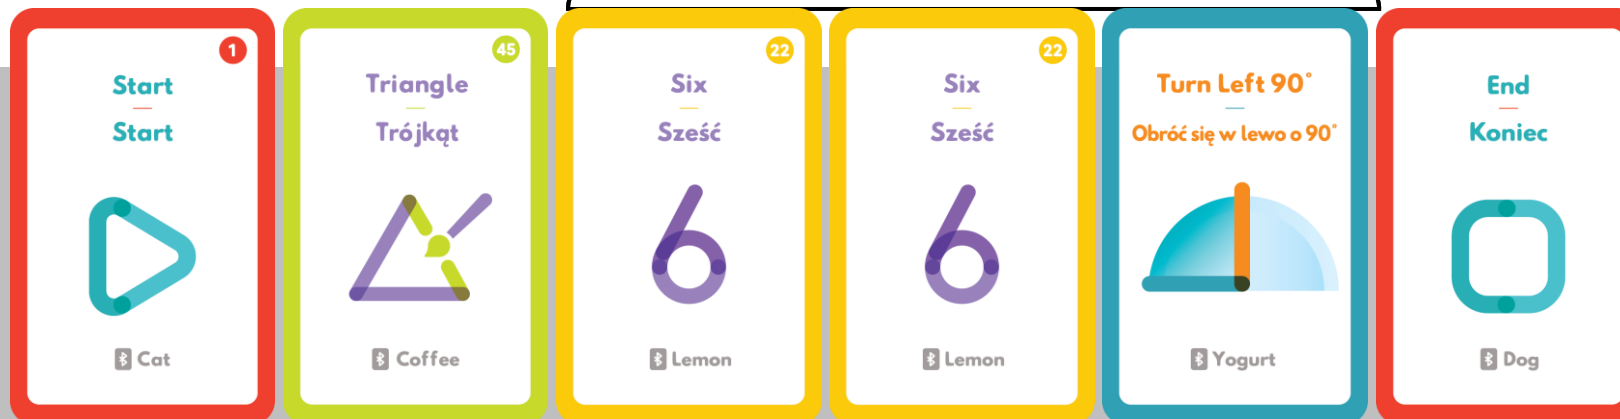 1
Start
Start
Cat
45
Triangle
Trójkąt
Coffee
22
Six
Sześć
6
Lemon
22
Six
Sześć
6
Lemon
Turn Left 90°
Obróć się w lewo o 90°
Yogurt
End
Koniec
Dog